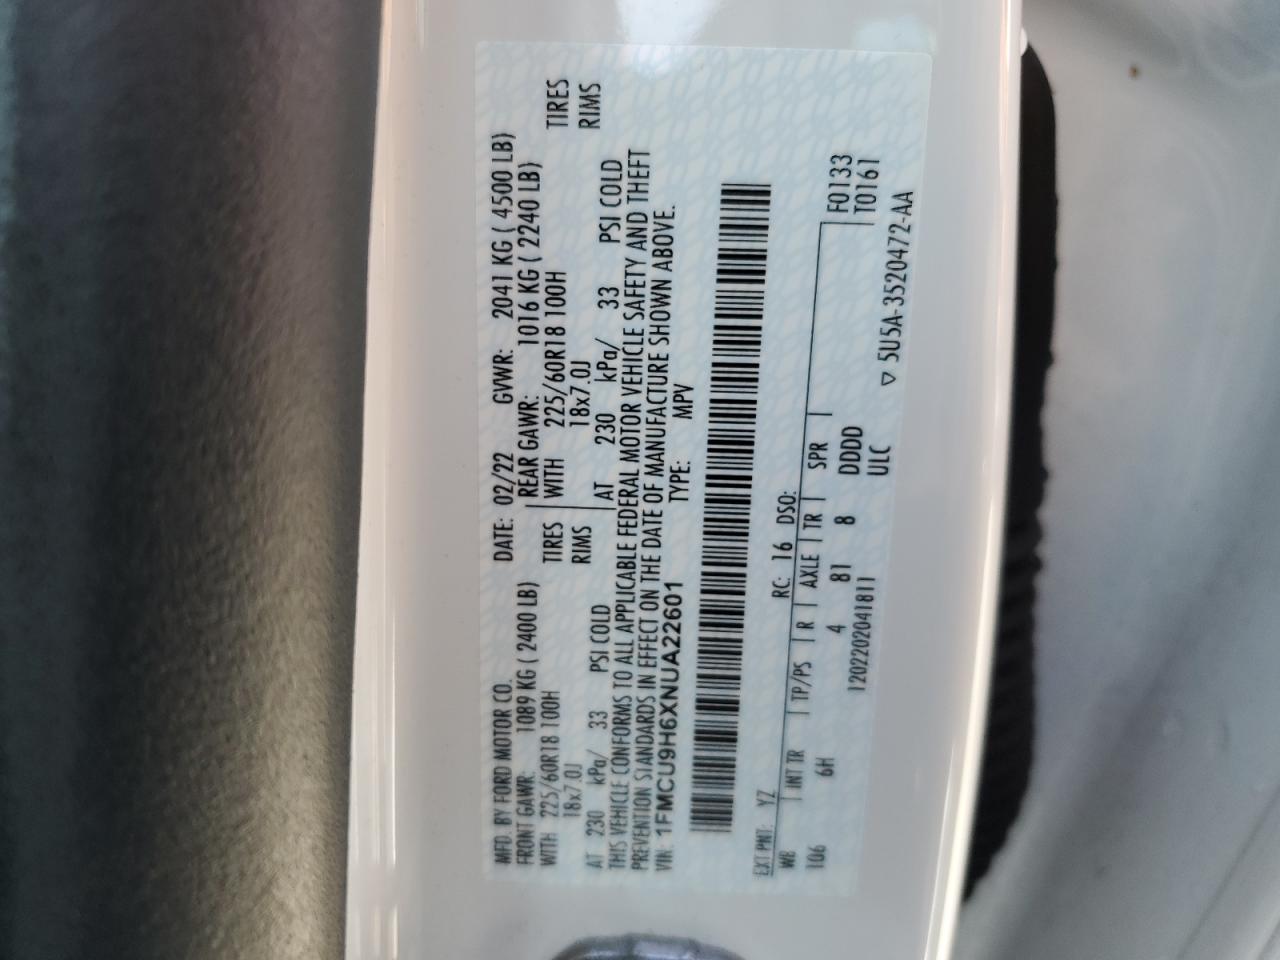 MFD. BY FORD MOTOR CO. DATE: 02/22 GVWR: 2041 KG ( 4500 LB)
FRONT GAWR: 1089 KG ( 2400 LB) REAR GAWR: 1016 KG ( 2240 LB)
WITH 225/60R18 100H TIRES WITH 225/60R18 100H TIRES
18x7.0J RIMS 18x7.0J RIMS
AT 230 kPa/ 33 PSI COLD AT 230 kPa/ 33 PSI COLD
THIS VEHICLE CONFORMS TO ALL APPLICABLE FEDERAL MOTOR VEHICLE SAFETY AND THEFT
PREVENTION STANDARDS IN EFFECT ON THE DATE OF MANUFACTURE SHOWN ABOVE.
VIN: 1FMCU9H6XNUA22601 TYPE: MPV
EXT PNT: YZ RC: 16 DSO:
WB INT TR TP/PS R AXLE TR SPR
106 6H 4 81 8 DDDD F0133
1202202041811 ULC T0161
▽ 5U5A-3520472-AA